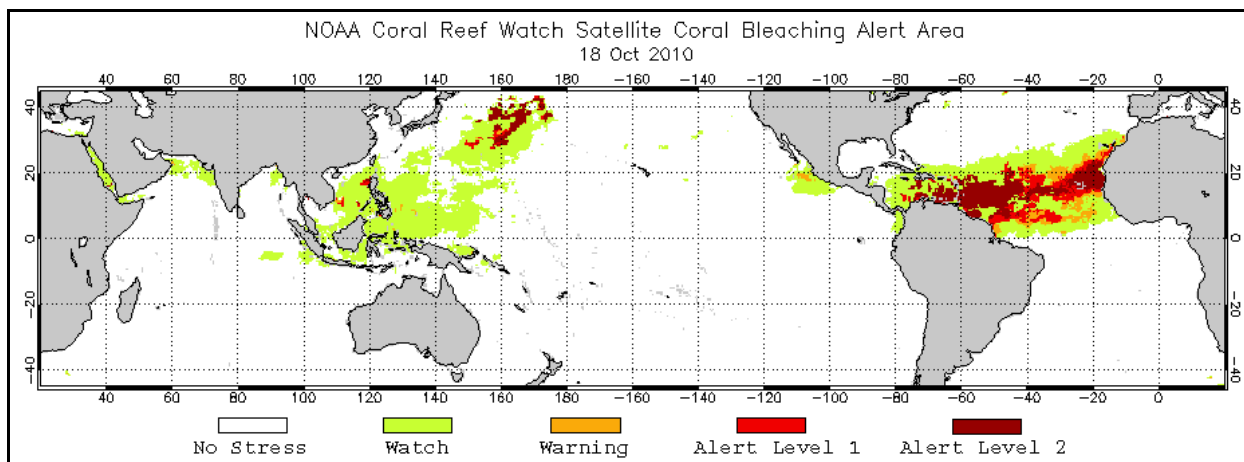 NOAA Coral Reef Watch Satellite Coral Bleaching Alert Area
18 Oct 2010
40 60 80 100 120 140 160 180 -160 -140 -120 -100 -80 -60 -40 -20 0
40 40
20 20
0 0
-20 -20
-40 -40
40 60 80 100 120 140 160 180 -160 -140 -120 -100 -80 -60 -40 -20 0
No Stress Watch Warning Alert Level 1 Alert Level 2